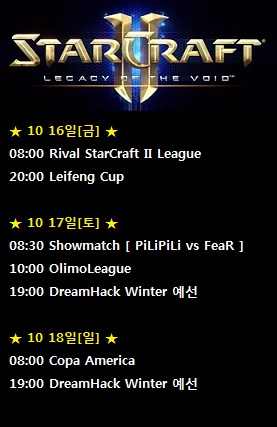 STARCRAFT
II
LEGACY OF THE VOID™
★ 10 16일[금] ★
08:00 Rival StarCraft II League
20:00 Leifeng Cup
★ 10 17일[토] ★
08:30 Showmatch [ PiLiPiLi vs FeaR ]
10:00 OlimoLeague
19:00 DreamHack Winter 예선
★ 10 18일[일] ★
08:00 Copa America
19:00 DreamHack Winter 예선